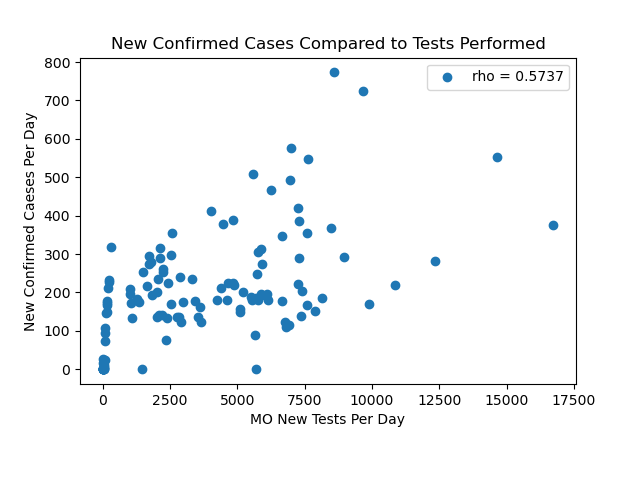 New Confirmed Cases Compared to Tests Performed
rho = 0.5737
New Confirmed Caeses Per Day
800
700
600
500
400
300
200
100
0
0 2500 5000 7500 10000 12500 15000 17500
MO New Tests Per Day